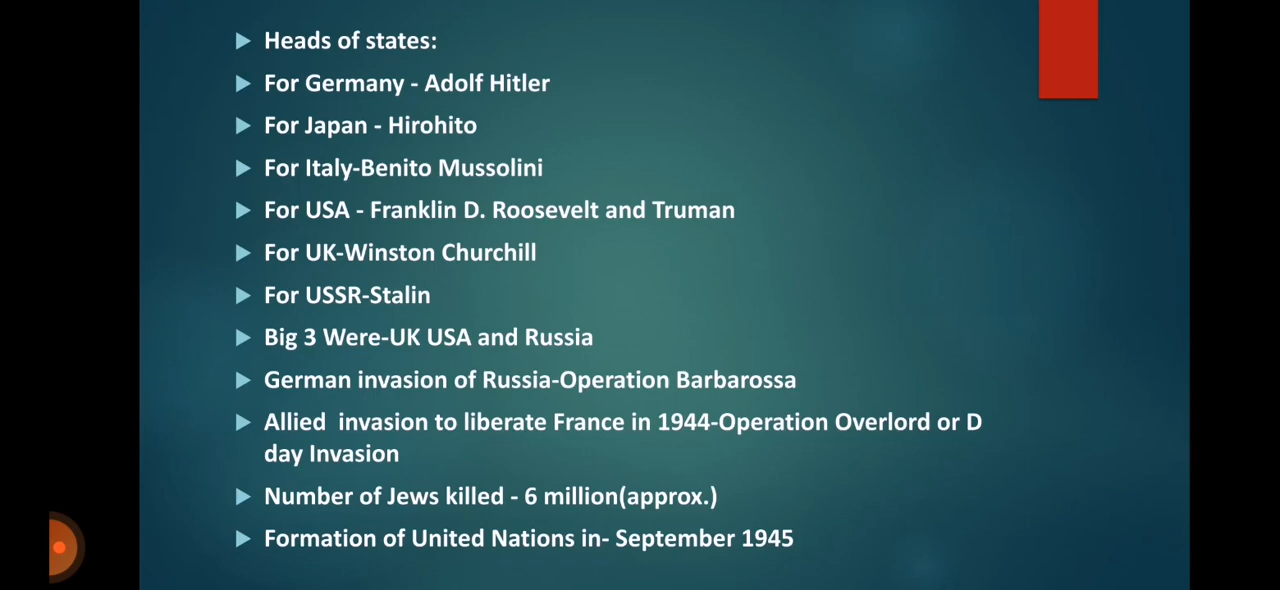 Heads of states:
For Germany - Adolf Hitler
For Japan - Hirohito
For Italy-Benito Mussolini
For USA - Franklin D. Roosevelt and Truman
For UK-Winston Churchill
For USSR-Stalin
Big 3 Were-UK USA and Russia
German invasion of Russia-Operation Barbarossa
Allied  invasion to liberate France in 1944-Operation Overlord or D
day Invasion
Number of Jews killed - 6 million(approx.)
Formation of United Nations in- September 1945